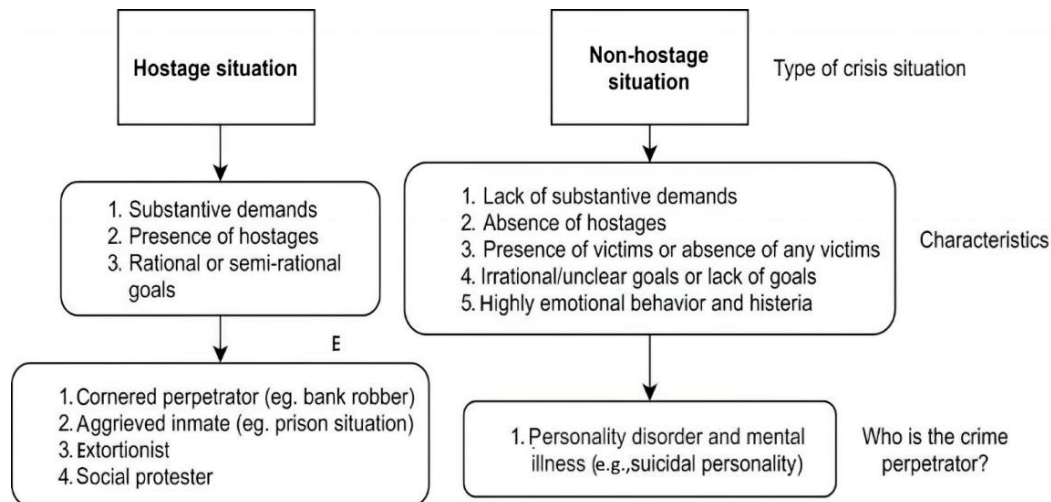 Hostage situation
Non-hostage
situation
Type of crisis situation
1. Substantive demands
2. Presence of hostages
3. Rational or semi-rational
goals
1. Lack of substantive demands
2. Absence of hostages
3. Presence of victims or absence of any victims
4. Irrational/unclear goals or lack of goals
5. Highly emotional behavior and histeria
Characteristics
E
1. Cornered perpetrator (eg. bank robber)
2. Aggrieved inmate (eg. prison situation)
3. Extortionist
4. Social protester
1. Personality disorder and mental
illness (e.g.,suicidal personality)
Who is the crime
perpetrator?